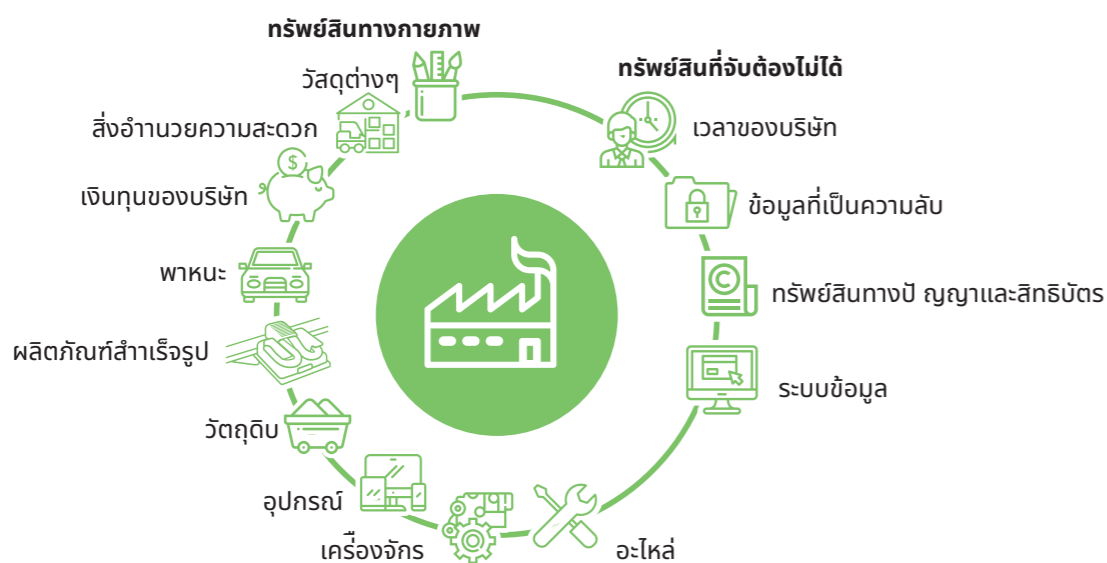 ทรัพย์สินทางกายภาพ
วัสดุต่างๆ
สิ่งอำานวยความสะดวก
เงินทุนของบริษัท
พาหนะ
ผลิตภัณฑ์สำาเร็จรูป
วัตถุดิบ
อุปกรณ์
เครื่องจักร
อะไหล่
ทรัพย์สินที่จับต้องไม่ได้
เวลาของบริษัท
ข้อมูลที่เป็นความลับ
ทรัพย์สินทางปั ญญาและสิทธิบัตร
ระบบข้อมูล
$
C